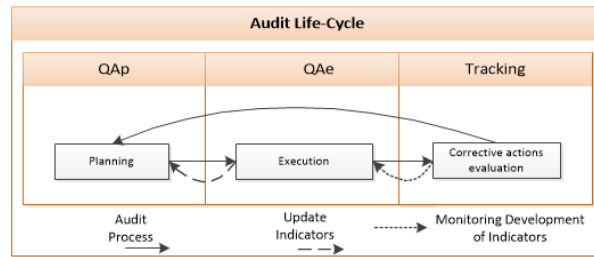 Audit Life-Cycle
QAp
QAe
Tracking
Planning
Execution
Corrective actions
evaluation
Audit
Process
Update
Indicators
Monitoring Development
of Indicators